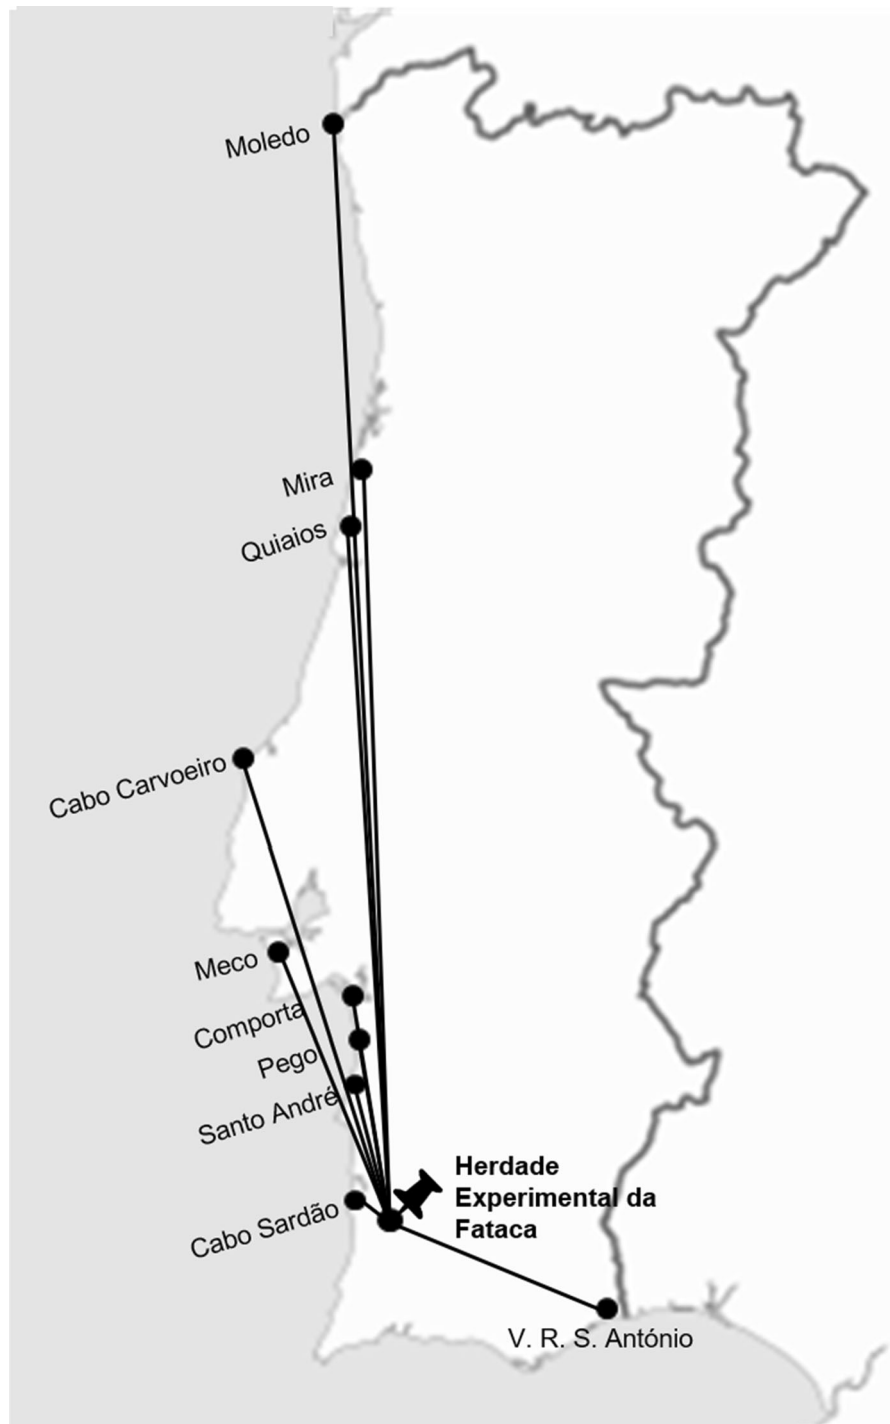 Moledo
Mira
Quiaios
Cabo Carvoeiro
Meco
Comporta
Pego
Santo André
Herdade
Experimental da
Fataca
Cabo Sardão
V. R. S. António